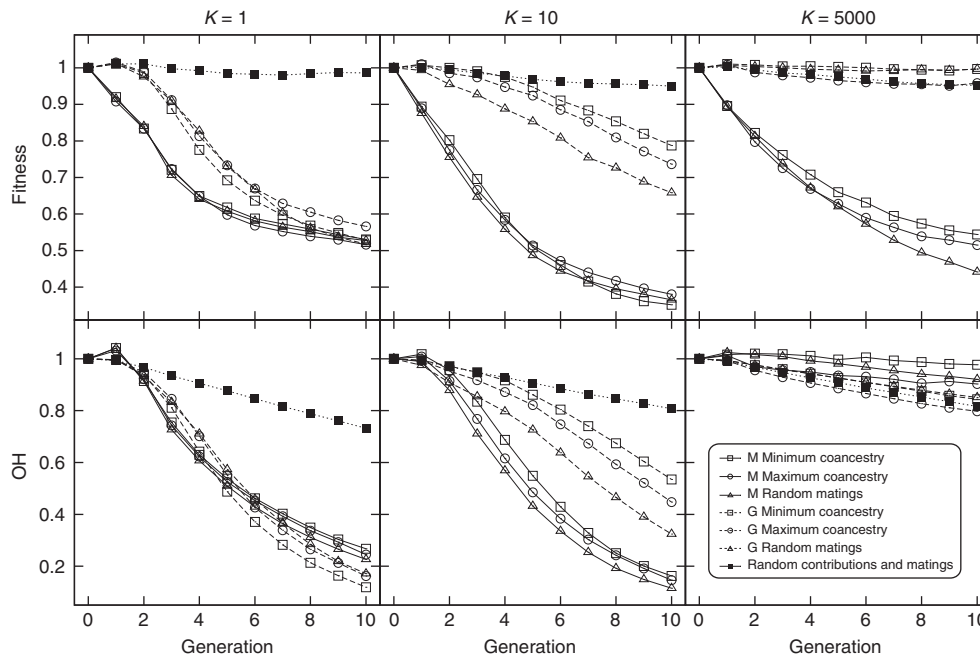 K = 1
K = 10
K = 5000
Fitness
1
0.9
0.8
0.7
0.6
0.5
0.4
OH
1
0.8
0.6
0.4
0.2
M Minimum coancestry
M Maximum coancestry
M Random matings
G Minimum coancestry
G Maximum coancestry
G Random matings
Random contributions and matings
0 2 4 6 8 10
0 2 4 6 8 10
0 2 4 6 8 10
Generation
Generation
Generation